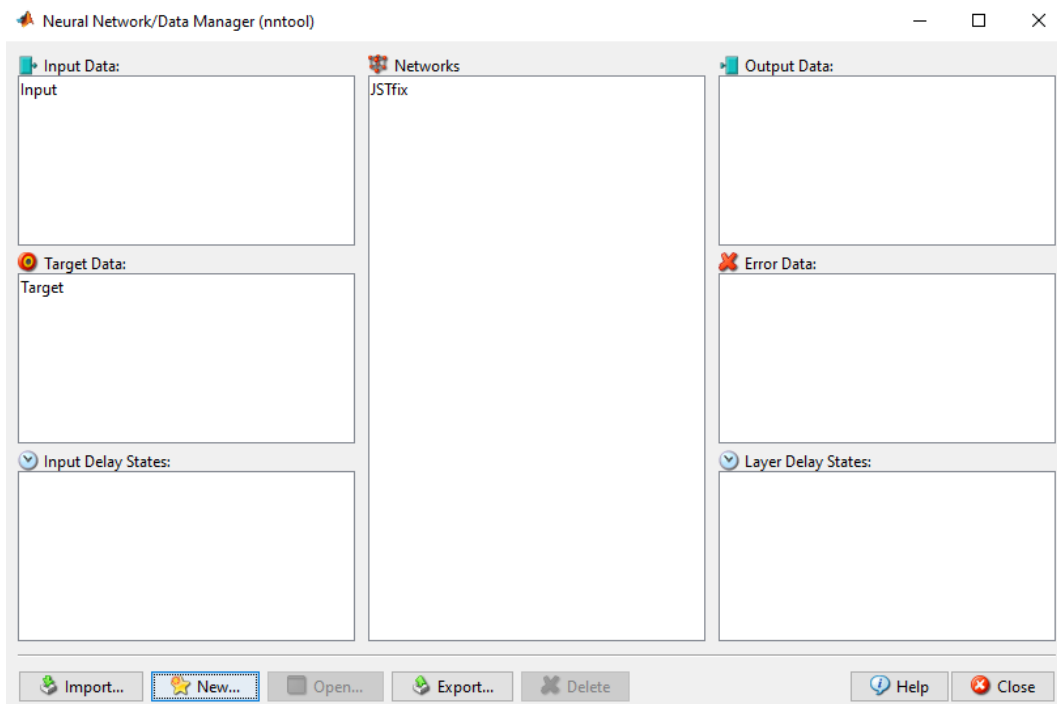 Neural Network/Data Manager (nntool)
Input Data:
Input
Networks
JSTfix
Output Data:
Target Data:
Target
Error Data:
Input Delay States:
Layer Delay States:
Import...
New...
Open...
Export...
Delete
Help
Close